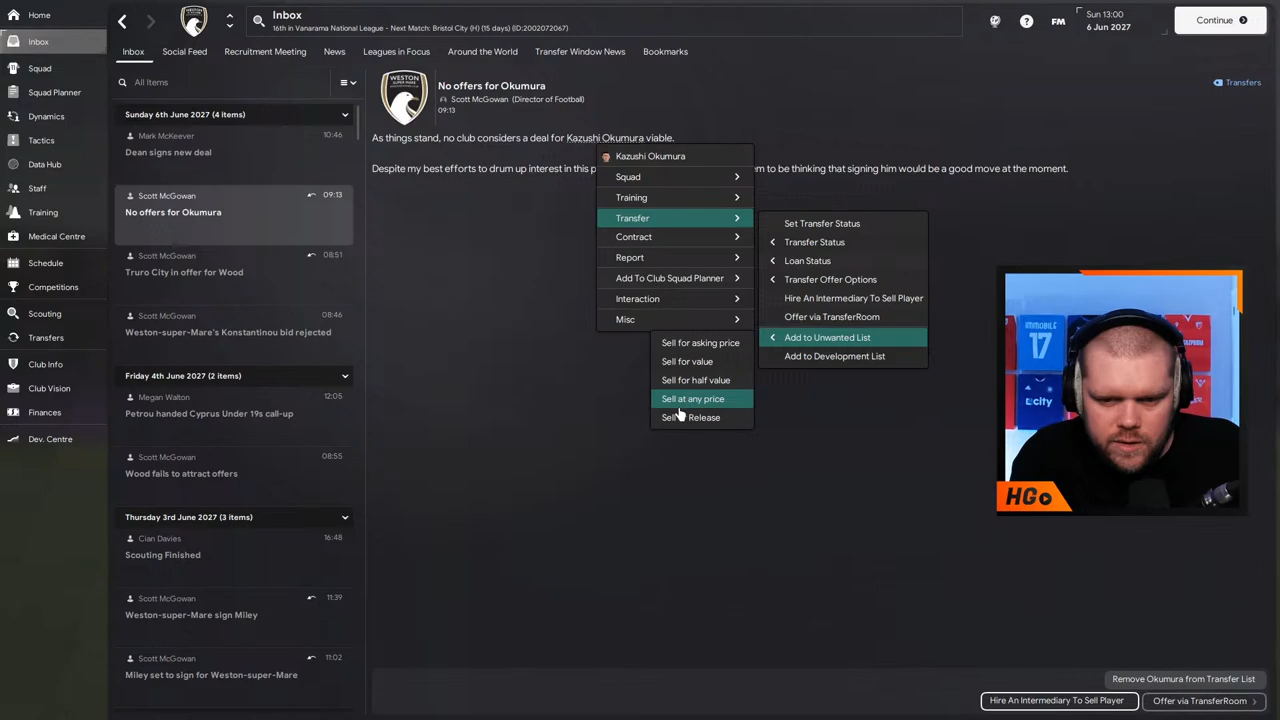 Home
Inbox
Squad
Squad Planner
Dynamics
Tactics
Data Hub
Staff
Training
Medical Centre
Schedule
Competitions
Scouting
Transfers
Club Info
Club Vision
Finances
Dev. Centre
Inbox
16th in Vanarama National League - Next Match: Bristol City (H) (15 days) (ID:2002072067)
FM
Sun 13:00
6 Jun 2027
Continue
Inbox
Social Feed
Recruitment Meeting
News
Leagues in Focus
Around the World
Transfer Window News
Bookmarks
All Items
Sunday 6th June 2027 (4 items)
Mark McKeever
10:46
Dean signs new deal
Scott McGowan
09:13
No offers for Okumura
Scott McGowan
08:51
Truro City in offer for Wood
Scott McGowan
08:46
Weston-super-Mare's Konstantinou bid rejected
Friday 4th June 2027 (2 items)
Megan Walton
12:05
Petrou handed Cyprus Under 19s call-up
Scott McGowan
08:55
Wood fails to attract offers
Thursday 3rd June 2027 (3 items)
Cian Davies
16:48
Scouting Finished
Scott McGowan
11:39
Weston-super-Mare sign Miley
Scott McGowan
11:02
Miley set to sign for Weston-super-Mare
WESTON
SUPER MARE
No offers for Okumura
Scott McGowan (Director of Football)
09:13
Transfers
As things stand, no club considers a deal for Kazushi Okumura viable.
Despite my best efforts to drum up interest in this p
em to be thinking that signing him would be a good move at the moment.
Kazushi Okumura
Squad
Training
Transfer
Contract
Report
Add To Club Squad Planner
Interaction
Misc
Set Transfer Status
Transfer Status
Loan Status
Transfer Offer Options
Hire An Intermediary To Sell Player
Offer via TransferRoom
Add to Unwanted List
Add to Development List
Sell for asking price
Sell for value
Sell for half value
Sell at any price
Sell Release
IMMOBILE
17
city
HG
Remove Okumura from Transfer List
Hire An Intermediary To Sell Player
Offer via TransferRoom